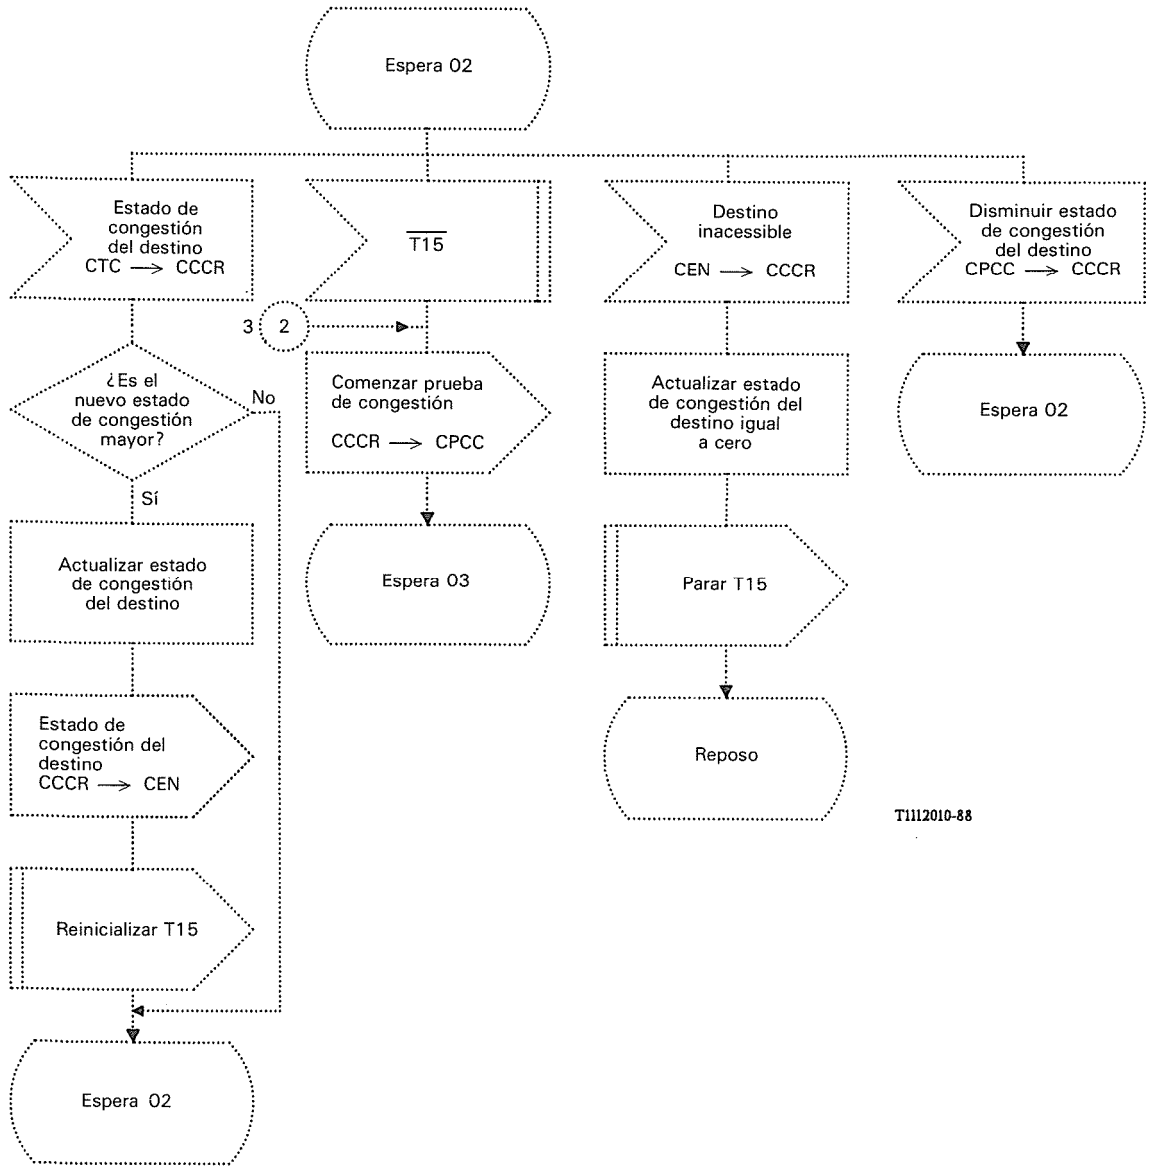 Espera 02
Estado de
congestión
del destino
CTC → CCCR
T15
Destino
inacessible
CEN → CCCR
Disminuir estado
de congestión
del destino
CPCC → CCCR
3
2
¿Es el
nuevo estado
de congestión
mayor?
No
Sí
Comenzar prueba
de congestión
CCCR → CPCC
Actualizar estado
de congestión del
destino igual
a cero
Espera 02
Actualizar estado
de congestión
del destino
Espera 03
Parar T15
Estado de
congestión del
destino
CCCR → CEN
Reposo
T1112010-88
Reinicializar T15
Espera 02